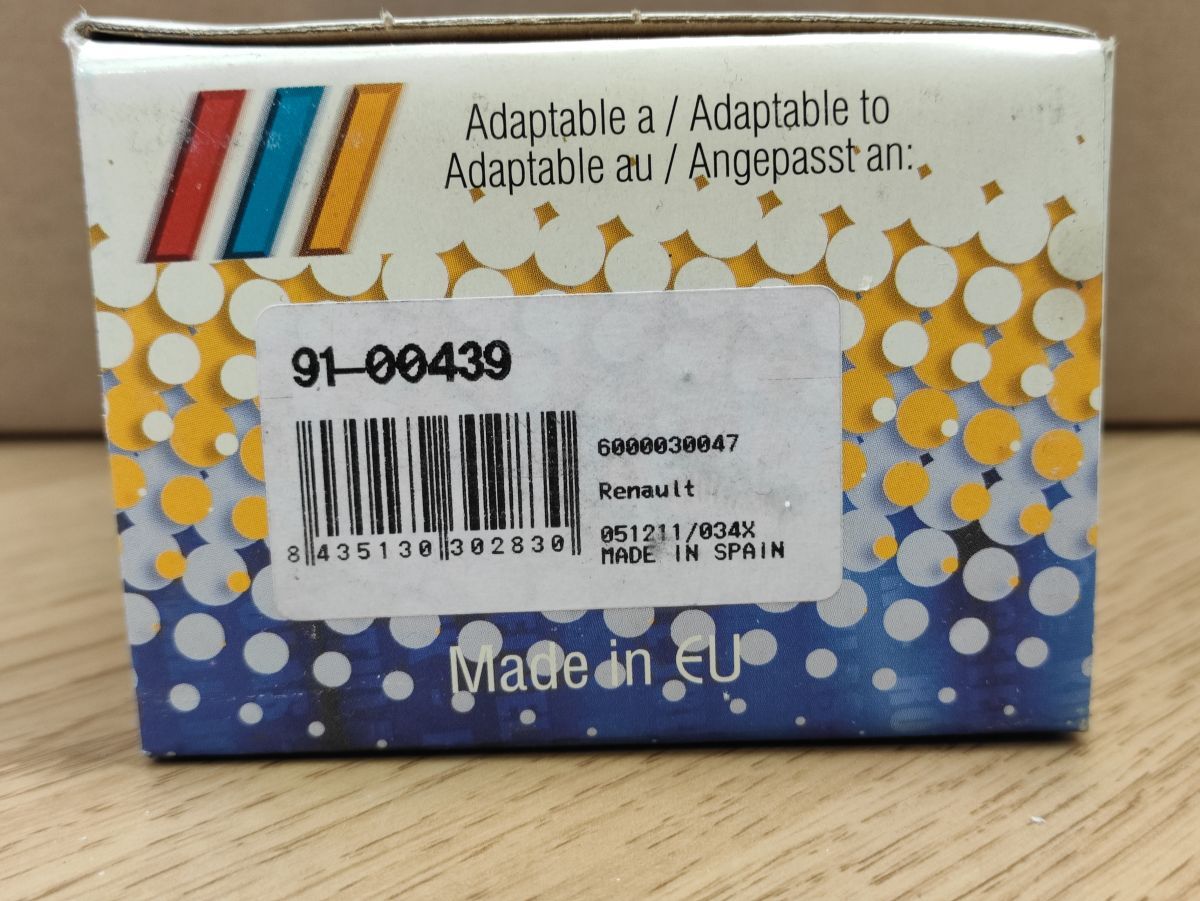 Adaptable a / Adaptable to
Adaptable au / Angepasst an:
91-00439
6000030047
Renault
051211/034X
MADE IN SPAIN
8 435130 302830
Made in EU